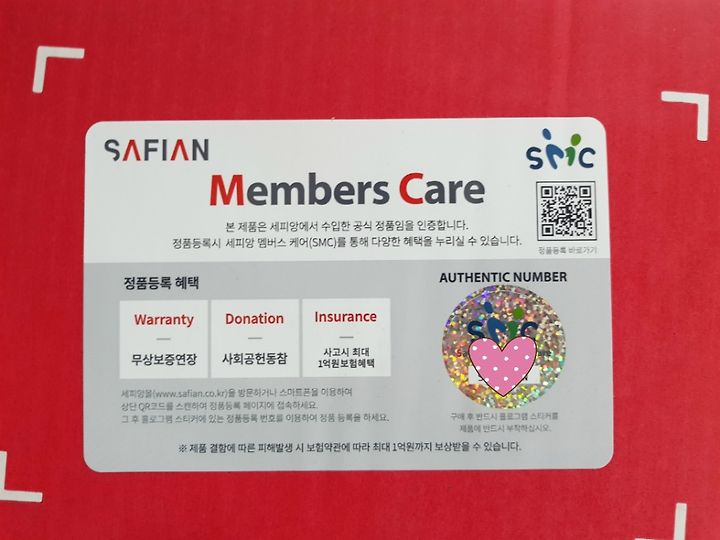 SAFIAN
SMC
Members Care
본 제품은 세피앙에서 수입한 공식 정품임을 인증합니다.
정품등록시 세피앙 멤버스 케어(SMC)를 통해 다양한 혜택을 누리실 수 있습니다.
정품등록 바로가기
정품등록 혜택
Warranty
무상보증연장
Donation
사회공헌동참
Insurance
사고시 최대
1억원보험혜택
세피앙몰(www.safian.co.kr)을 방문하거나 스마트폰을 이용하여
상단 QR코드를 스캔하여 정품등록 페이지에 접속하세요.
그 후 홀로그램 스티커에 있는 정품등록 번호를 이용하여 정품 등록을 하세요.
AUTHENTIC NUMBER
SMC
구매 후 반드시 홀로그램 스티커를
제품에 반드시 부착하십시오.
※ 제품 결함에 따른 피해발생 시 보험약관에 따라 최대 1억원까지 보상받을 수 있습니다.